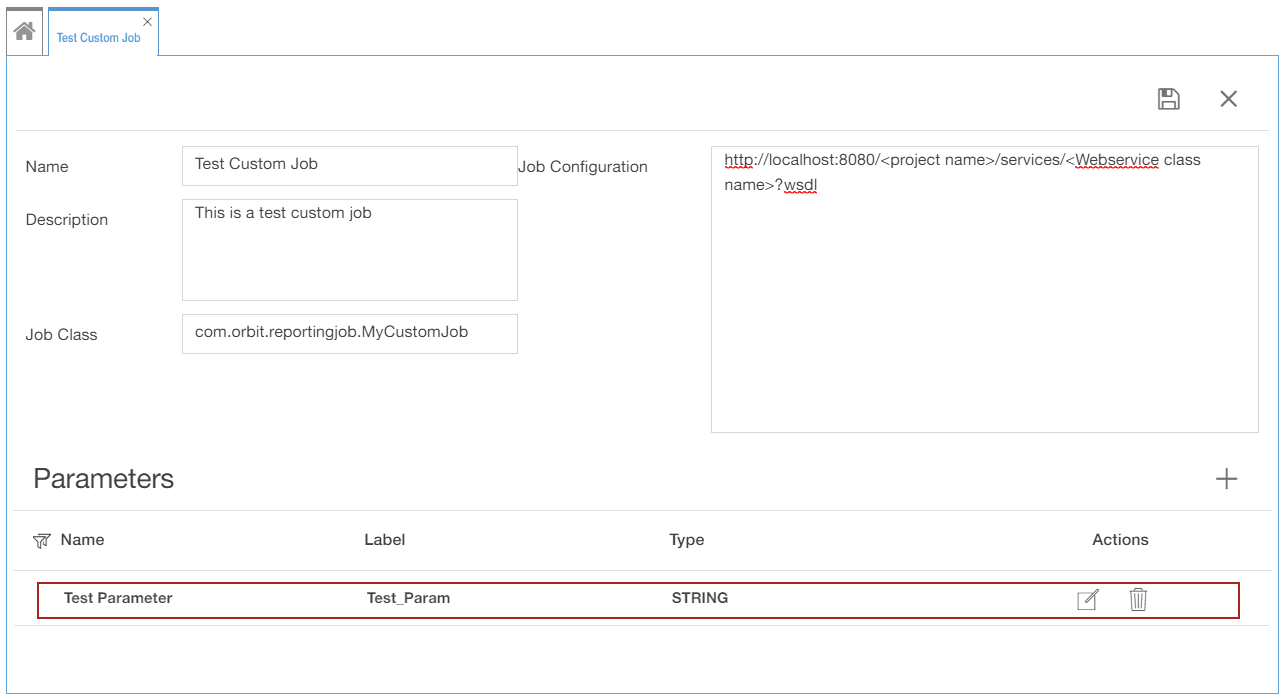 Test Custom Job
Name
Test Custom Job
Job Configuration
http://localhost:8080/<project name>/services/<Webservice class
name>?wsdl
Description
This is a test custom job
Job Class
com.orbit.reportingjob.MyCustomJob
Parameters
Name Label Type Actions
Test Parameter Test_Param STRING